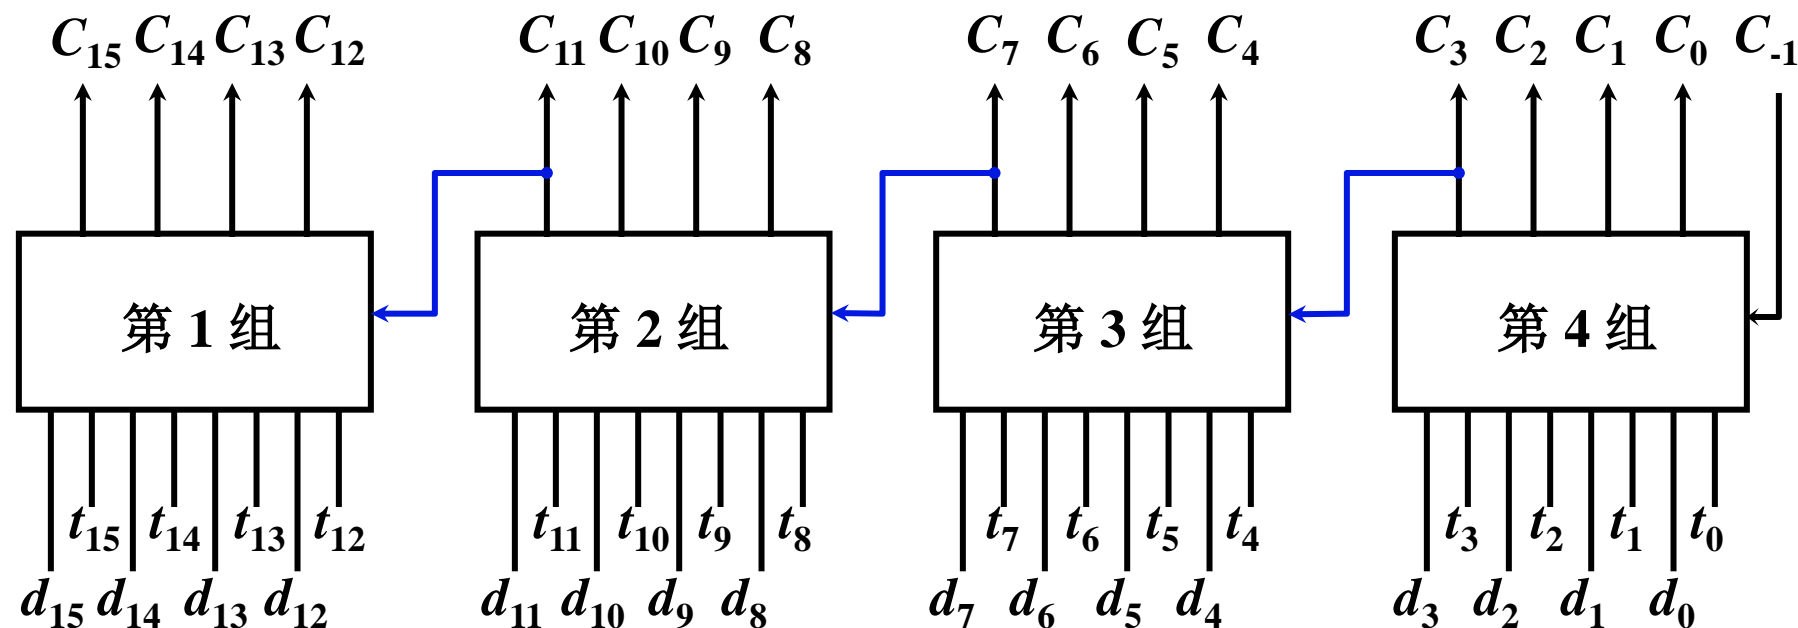 C15 C14 C13 C12 C11 C10 C9 C8 C7 C6 C5 C4 C3 C2 C1 C0 C-1
第 1 组 第 2 组 第 3 组 第 4 组
t15 t14 t13 t12 t11 t10 t9 t8 t7 t6 t5 t4 t3 t2 t1 t0
d15 d14 d13 d12 d11 d10 d9 d8 d7 d6 d5 d4 d3 d2 d1 d0